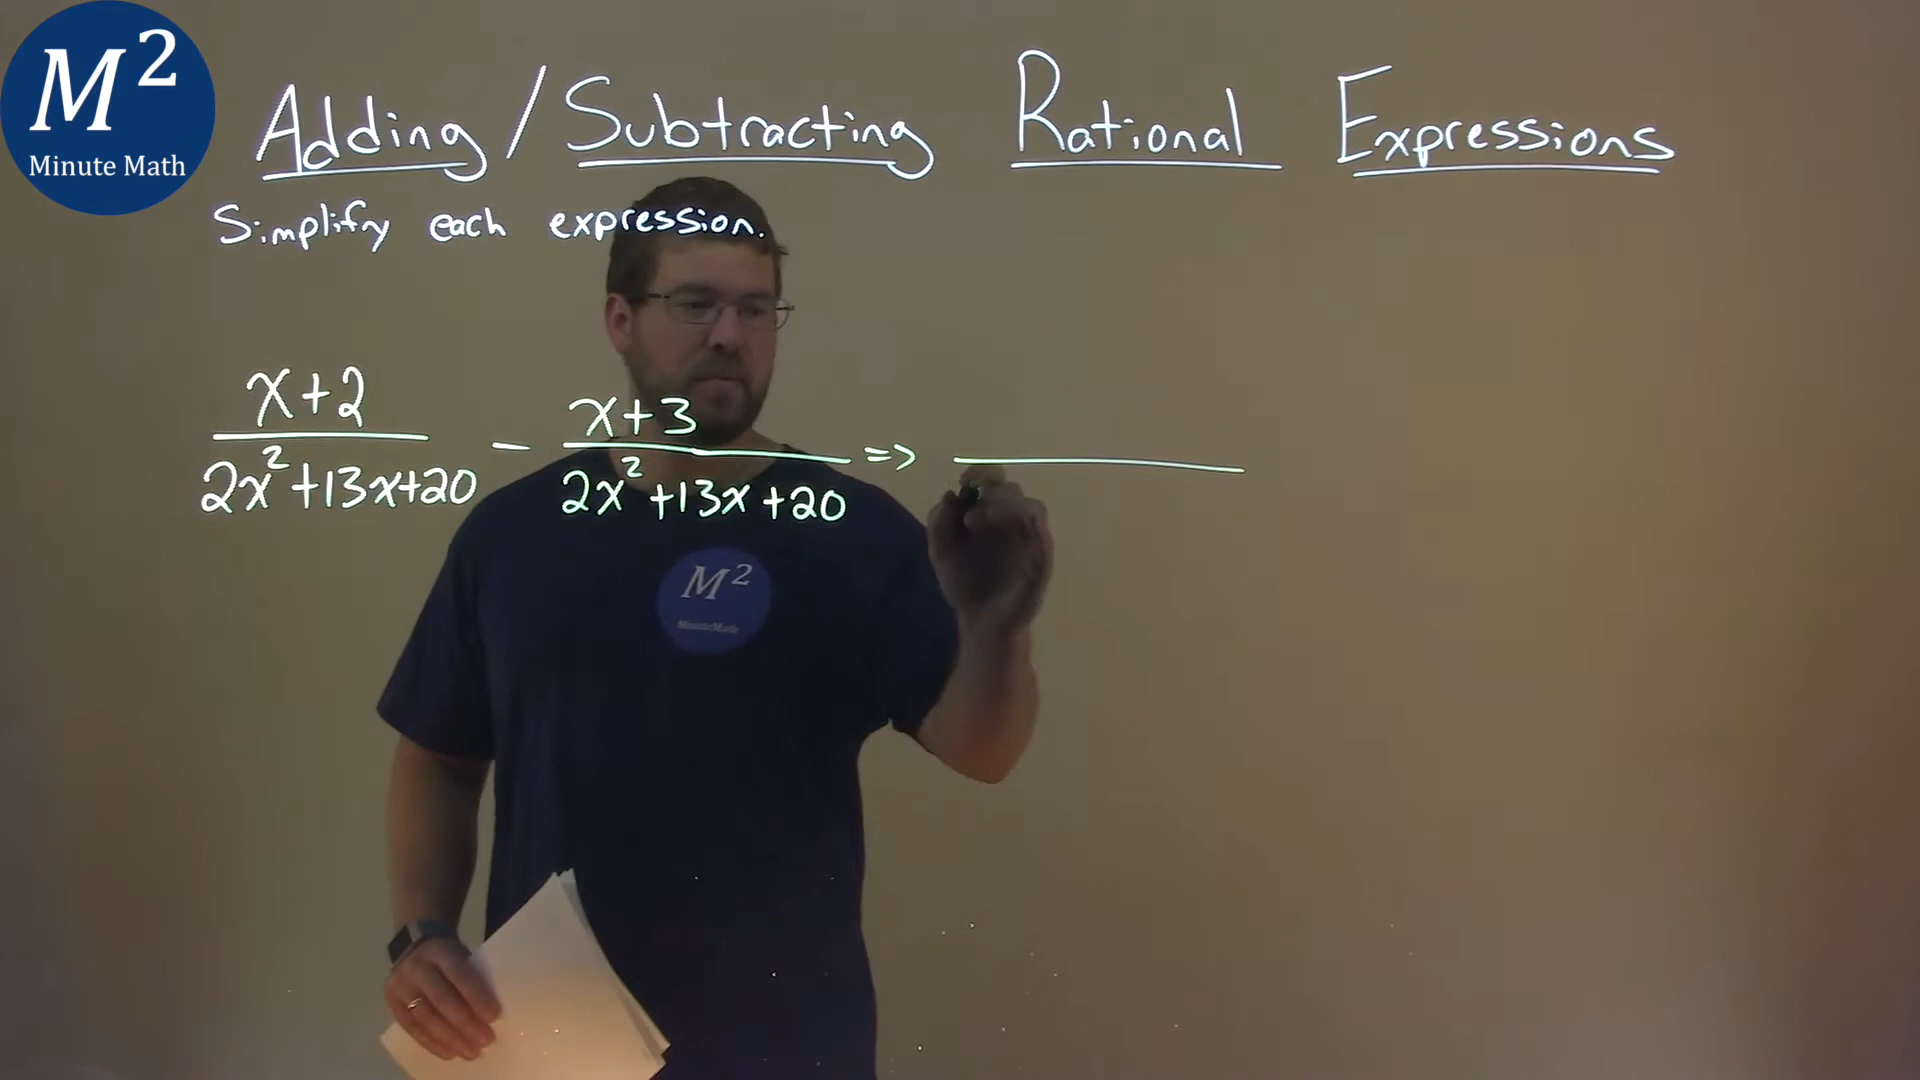 M²
Minute Math
Adding/Subtracting Rational Expressions
Simplify each expression.
x+2 x+3
— - — =>
2x²+13x+20 2x²+13x+20
M²
MinuteMath